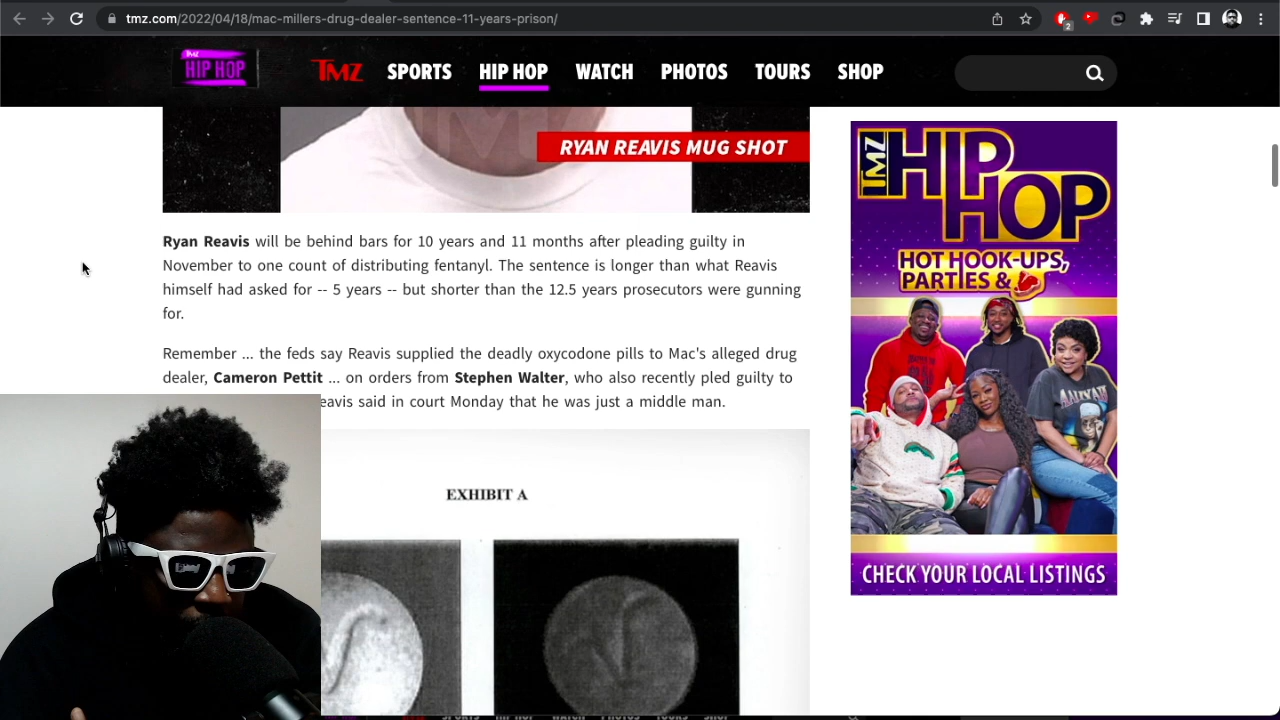 tmz.com/2022/04/18/mac-millers-drug-dealer-sentence-11-years-prison/
2
TMZ
HIP HOP
TMZ SPORTS HIP HOP WATCH PHOTOS TOURS SHOP
RYAN REAVIS MUG SHOT
Ryan Reavis will be behind bars for 10 years and 11 months after pleading guilty in
November to one count of distributing fentanyl. The sentence is longer than what Reavis
himself had asked for -- 5 years -- but shorter than the 12.5 years prosecutors were gunning
for.
Remember ... the feds say Reavis supplied the deadly oxycodone pills to Mac's alleged drug
dealer, Cameron Pettit ... on orders from Stephen Walter, who also recently pled guilty to
eavis said in court Monday that he was just a middle man.
EXHIBIT A
TMZ
HIP
HOP
HOT HOOK-UPS,
PARTIES &
AALIYAH
CHECK YOUR LOCAL LISTINGS